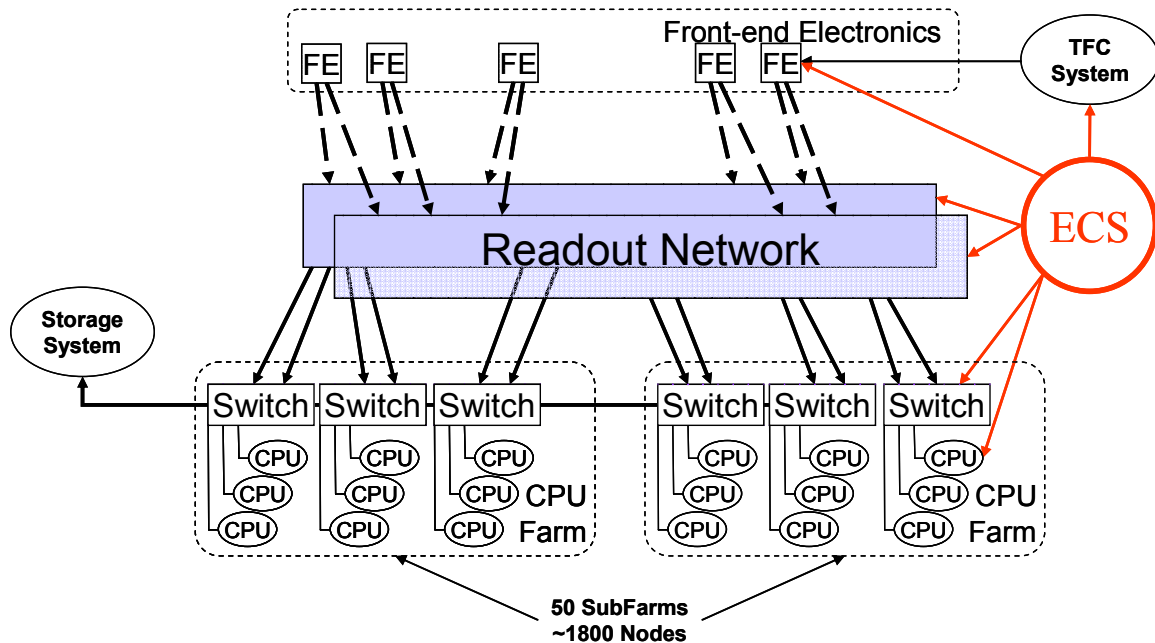 Front-end Electronics
FE FE FE FE FE
TFC
System
Readout Network
ECS
Storage
System
Switch Switch Switch Switch Switch Switch
CPU CPU CPU CPU CPU CPU
CPU CPU CPU CPU CPU CPU CPU CPU
CPU CPU CPU Farm CPU CPU CPU Farm
50 SubFarms
~1800 Nodes